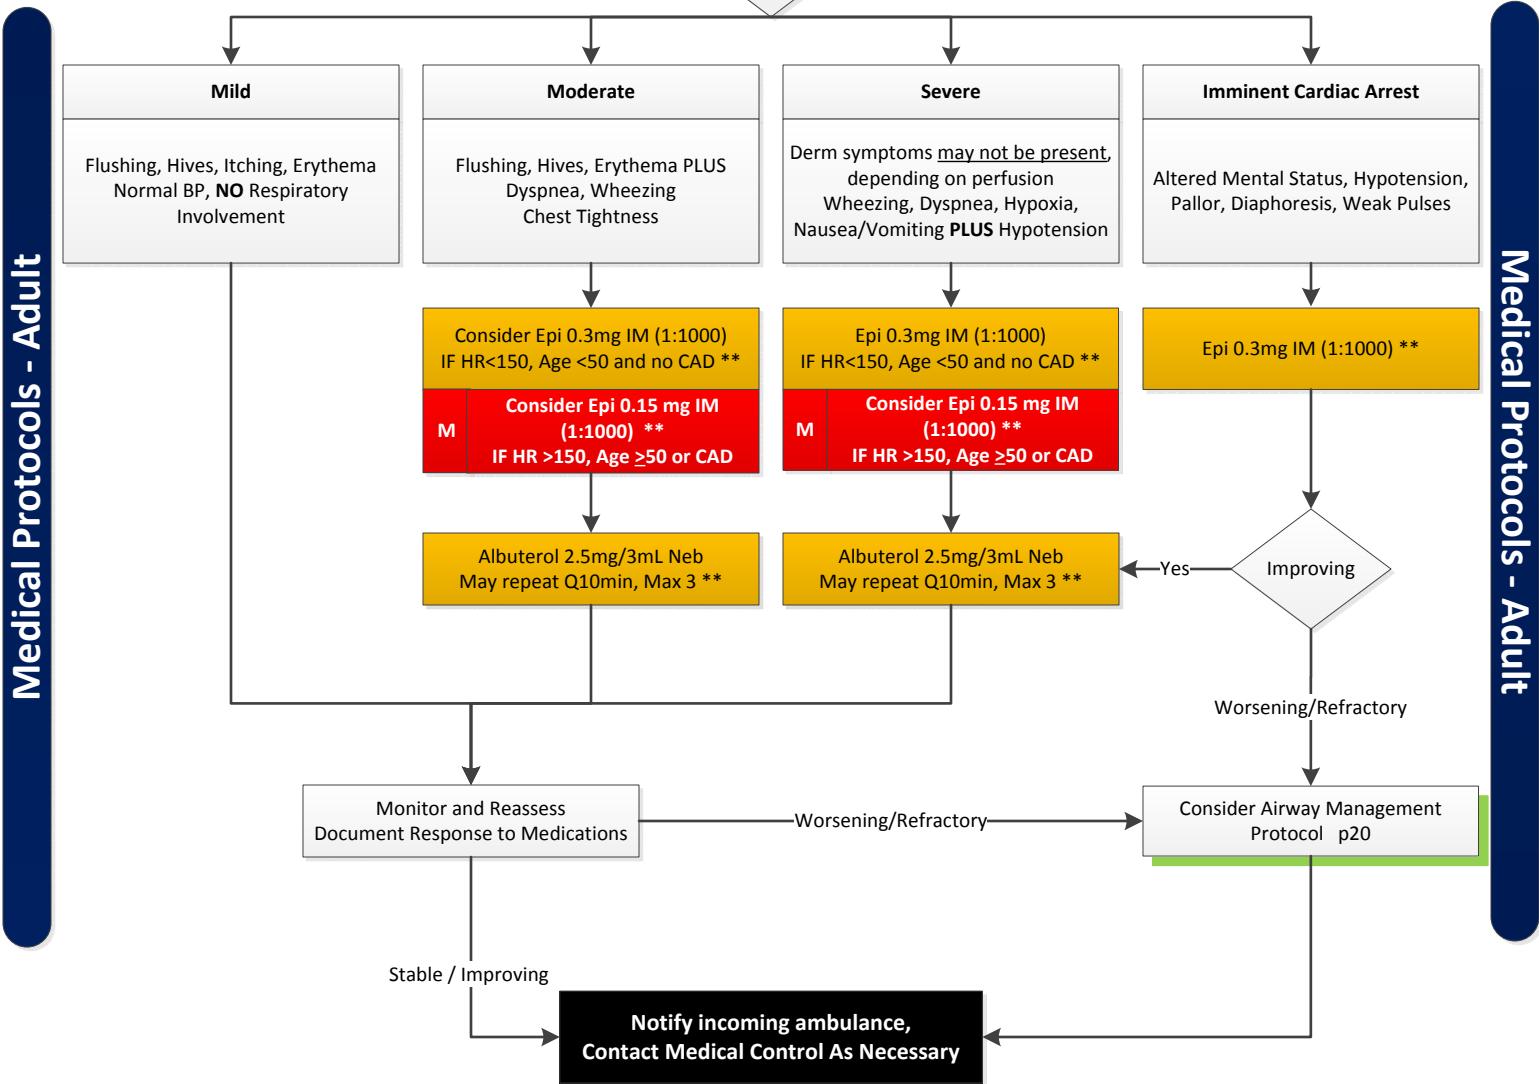 Medical Protocols - Adult
Mild
Flushing, Hives, Itching, Erythema
Normal BP, NO Respiratory
Involvement
Moderate
Flushing, Hives, Erythema PLUS
Dyspnea, Wheezing
Chest Tightness
Severe
Derm symptoms may not be present,
depending on perfusion
Wheezing, Dyspnea, Hypoxia,
Nausea/Vomiting PLUS Hypotension
Imminent Cardiac Arrest
Altered Mental Status, Hypotension,
Pallor, Diaphoresis, Weak Pulses
Consider Epi 0.3mg IM (1:1000)
IF HR<150, Age <50 and no CAD **
M
Consider Epi 0.15 mg IM
(1:1000) **
IF HR >150, Age ≥50 or CAD
Epi 0.3mg IM (1:1000)
IF HR<150, Age <50 and no CAD **
M
Consider Epi 0.15 mg IM
(1:1000) **
IF HR >150, Age ≥50 or CAD
Epi 0.3mg IM (1:1000) **
Albuterol 2.5mg/3mL Neb
May repeat Q10min, Max 3 **
Albuterol 2.5mg/3mL Neb
May repeat Q10min, Max 3 **
Yes
Improving
Worsening/Refractory
Monitor and Reassess
Document Response to Medications
Worsening/Refractory
Consider Airway Management
Protocol p20
Stable / Improving
Notify incoming ambulance,
Contact Medical Control As Necessary
Medical Protocols - Adult